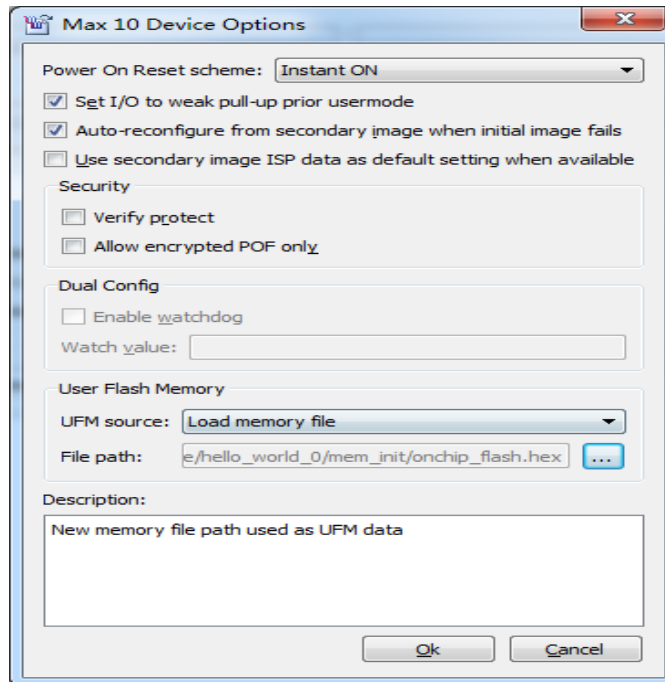 Max 10 Device Options
Power On Reset scheme: Instant ON
Set I/O to weak pull-up prior usermode
Auto-reconfigure from secondary image when initial image fails
Use secondary image ISP data as default setting when available
Security
Verify protect
Allow encrypted POF only
Dual Config
Enable watchdog
Watch value:
User Flash Memory
UFM source: Load memory file
File path: e/hello_world_0/mem_init/onchip_flash.hex ...
Description:
New memory file path used as UFM data
Ok Cancel